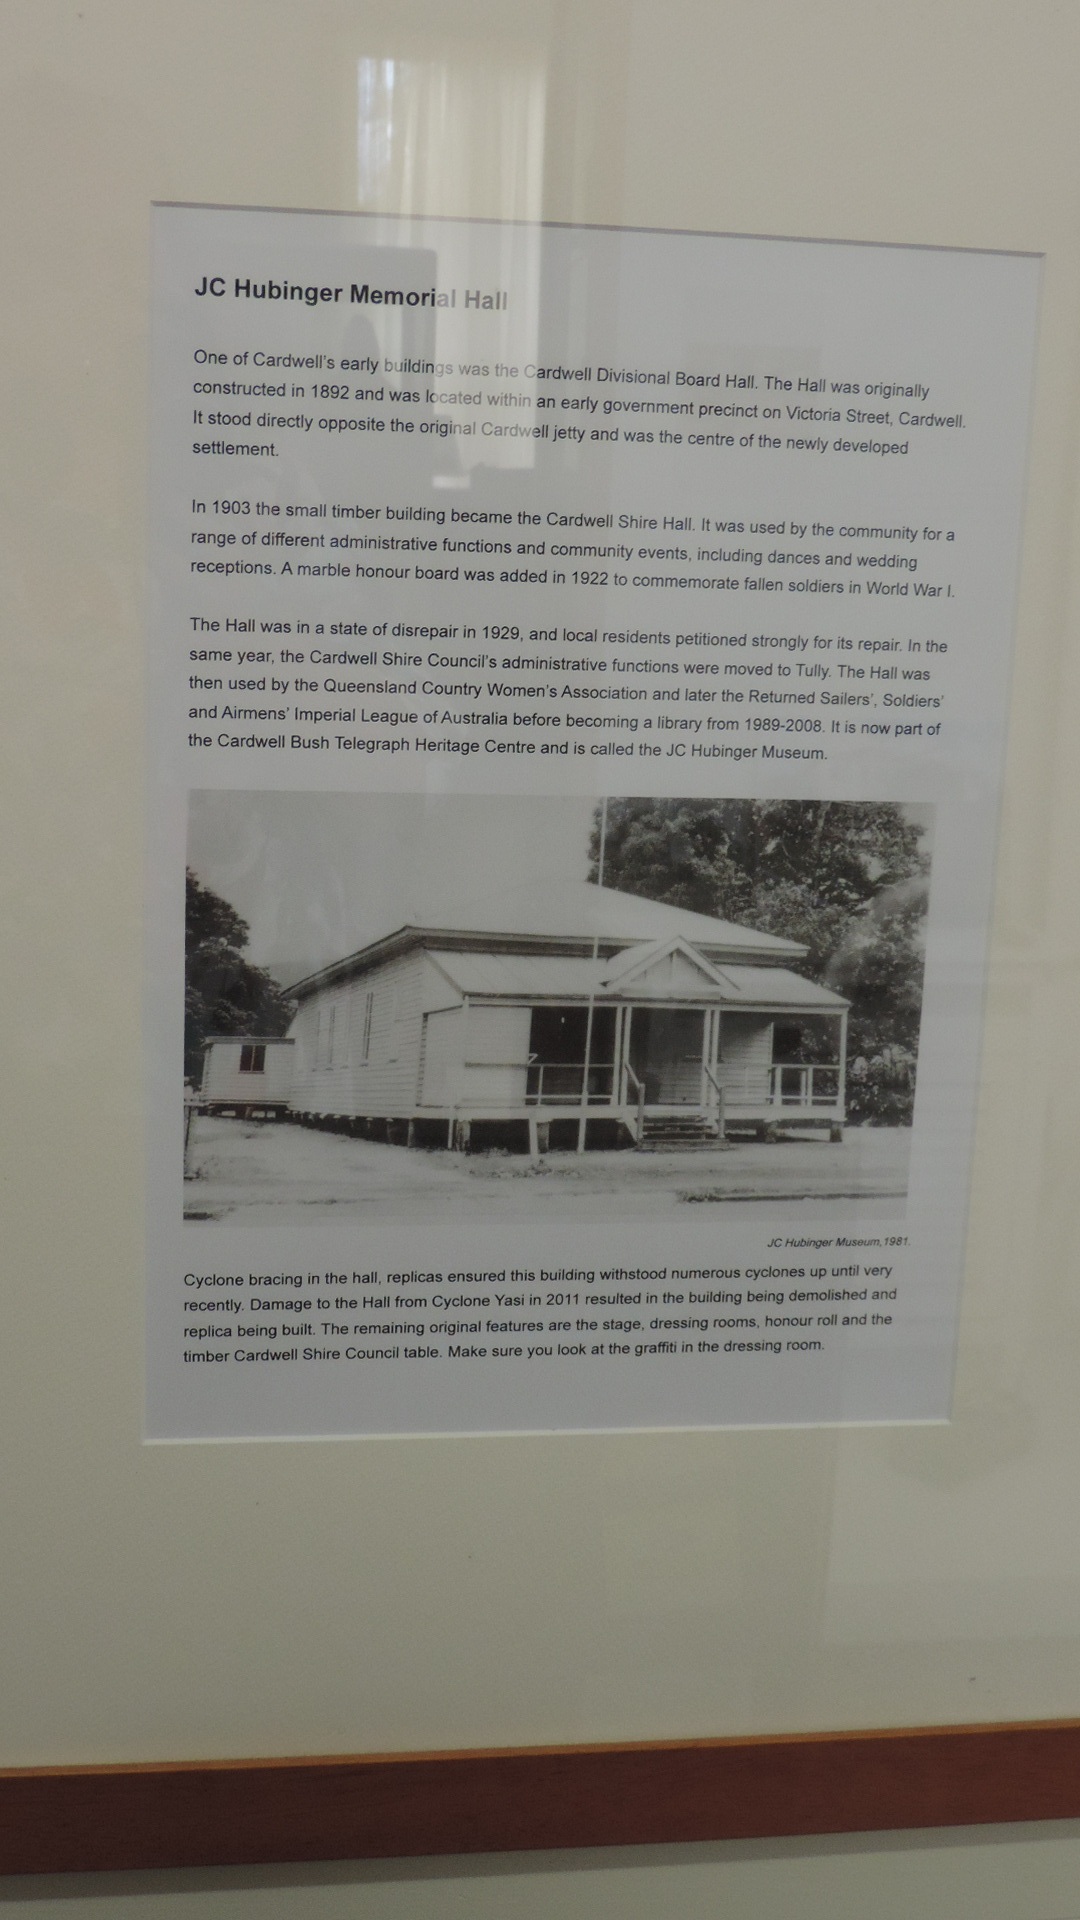 JC Hubinger Memorial Hall
One of Cardwell's early buildings was the Cardwell Divisional Board Hall. The Hall was originally
constructed in 1892 and was located within an early government precinct on Victoria Street, Cardwell.
It stood directly opposite the original Cardwell jetty and was the centre of the newly developed
settlement.
In 1903 the small timber building became the Cardwell Shire Hall. It was used by the community for a
range of different administrative functions and community events, including dances and wedding
receptions. A marble honour board was added in 1922 to commemorate fallen soldiers in World War I.
The Hall was in a state of disrepair in 1929, and local residents petitioned strongly for its repair. In the
same year, the Cardwell Shire Council's administrative functions were moved to Tully. The Hall was
then used by the Queensland Country Women's Association and later the Returned Sailers', Soldiers'
and Airmens' Imperial League of Australia before becoming a library from 1989-2008. It is now part of
the Cardwell Bush Telegraph Heritage Centre and is called the JC Hubinger Museum.
JC Hubinger Museum, 1981.
Cyclone bracing in the hall, replicas ensured this building withstood numerous cyclones up until very
recently. Damage to the Hall from Cyclone Yasi in 2011 resulted in the building being demolished and
replica being built. The remaining original features are the stage, dressing rooms, honour roll and the
timber Cardwell Shire Council table. Make sure you look at the graffiti in the dressing room.